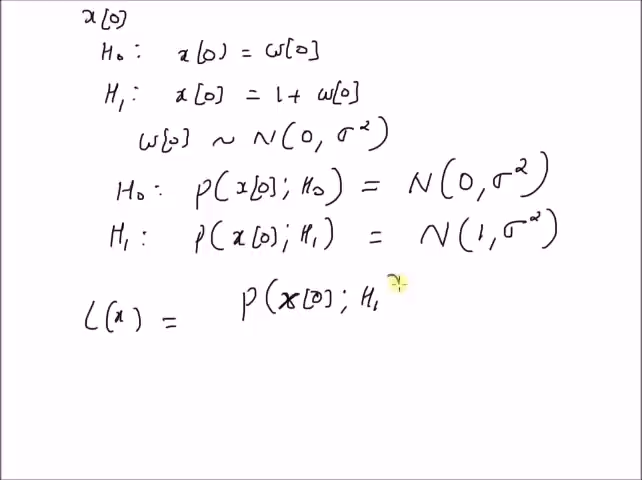 x[0]
H₀: x[0) = ω[0]
H₁: x[0] = 1 + ω[0]
ω[0] ~ N(0, σ²)
H₀: p(x[0]; H₀) = N(0, σ²)
H₁: p(x[0]; H₁) = N(1, σ²)
L(x) = p(x[0]; H₁